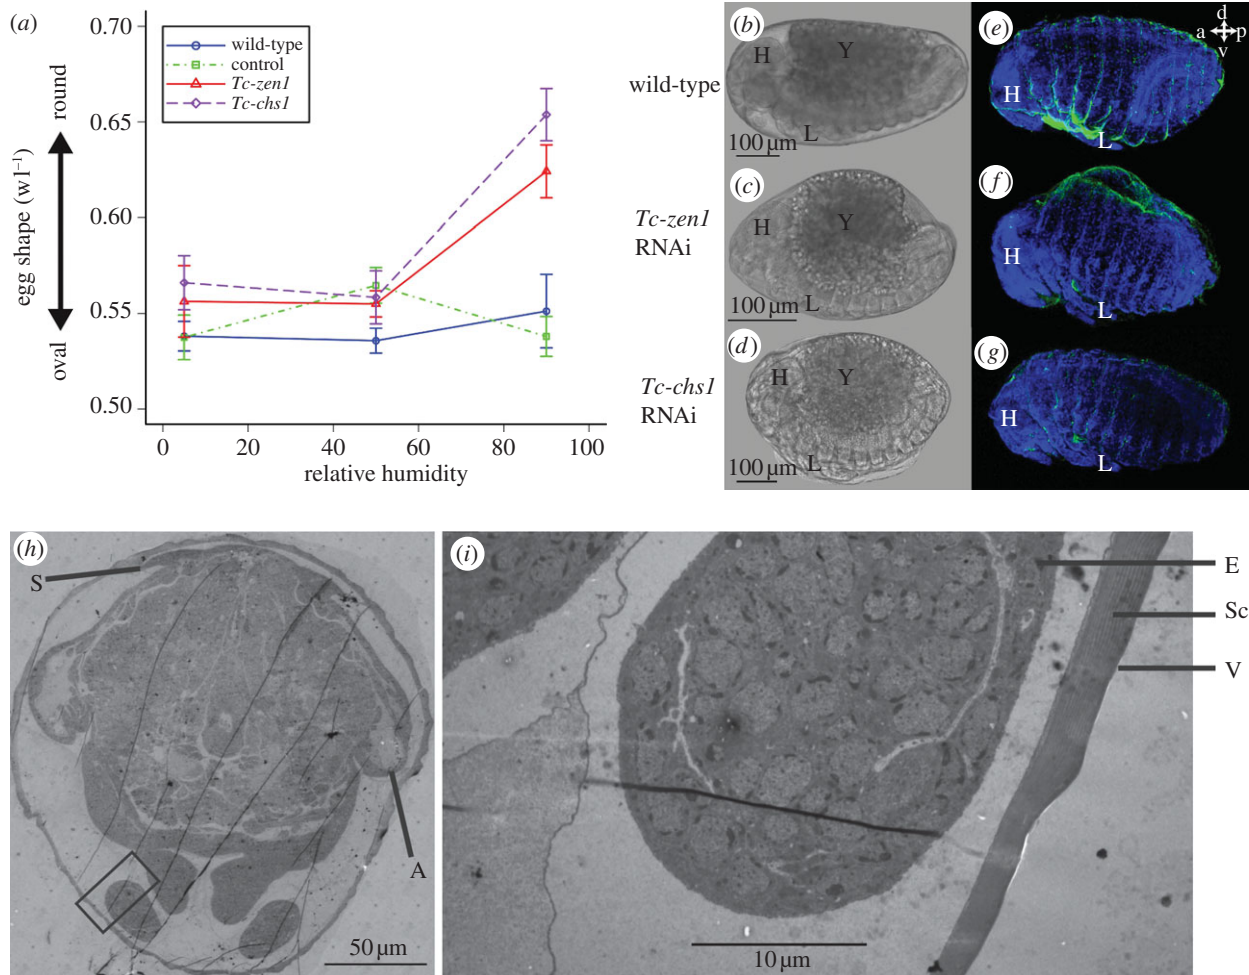 (a)
0.70
0.65
0.60
0.55
0.50
egg shape (w l⁻¹)
round
oval
wild-type
control
Tc-zen1
Tc-chs1
0
20
40
60
80
100
relative humidity
wild-type
Tc-zen1
RNAi
Tc-chs1
RNAi
(b)
H
Y
L
100 µm
(c)
H
Y
L
100 µm
(d)
H
Y
L
100 µm
(e)
d
a
p
v
H
L
(f)
H
L
(g)
H
L
(h)
S
A
50 µm
(i)
E
Sc
V
10 µm